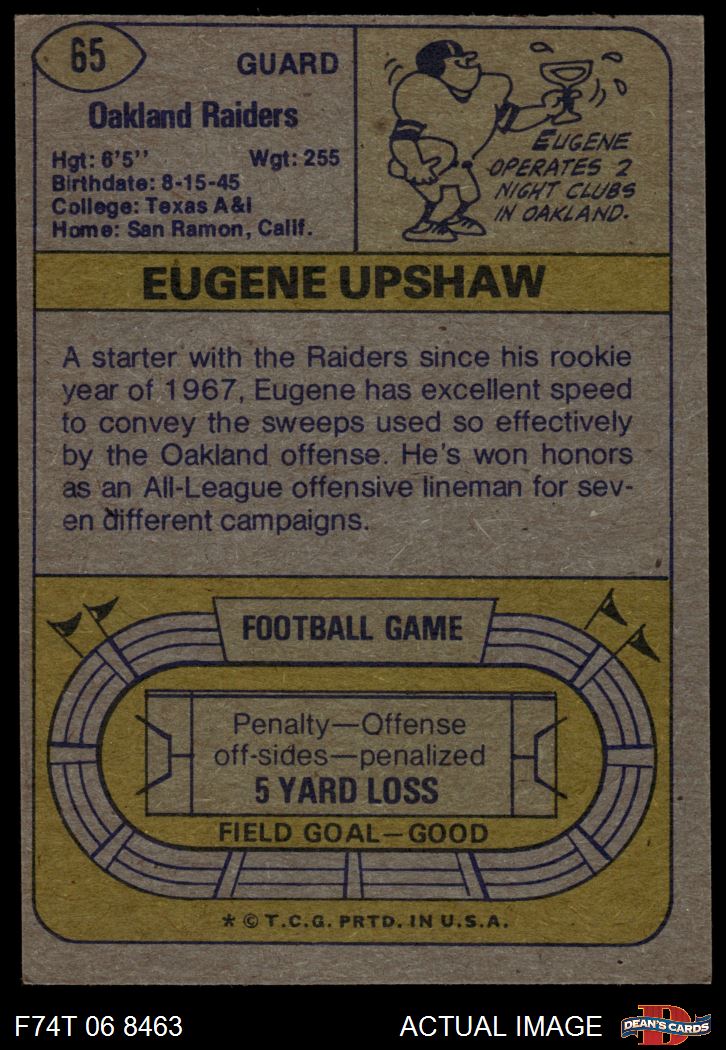 65
GUARD
Oakland Raiders
Hgt: 6'5'' Wgt: 255
Birthdate: 8-15-45
College: Texas A&I
Home: San Ramon, Calif.
EUGENE
OPERATES 2
NIGHT CLUBS
IN OAKLAND.
EUGENE UPSHAW
A starter with the Raiders since his rookie
year of 1967, Eugene has excellent speed
to convey the sweeps used so effectively
by the Oakland offense. He's won honors
as an All-League offensive lineman for sev-
en different campaigns.
FOOTBALL GAME
Penalty—Offense
off-sides—penalized
5 YARD LOSS
FIELD GOAL—GOOD
* © T.C.G. PRTD. IN U.S.A.
F74T 06 8463 ACTUAL IMAGE
D
DEAN'S CARDS